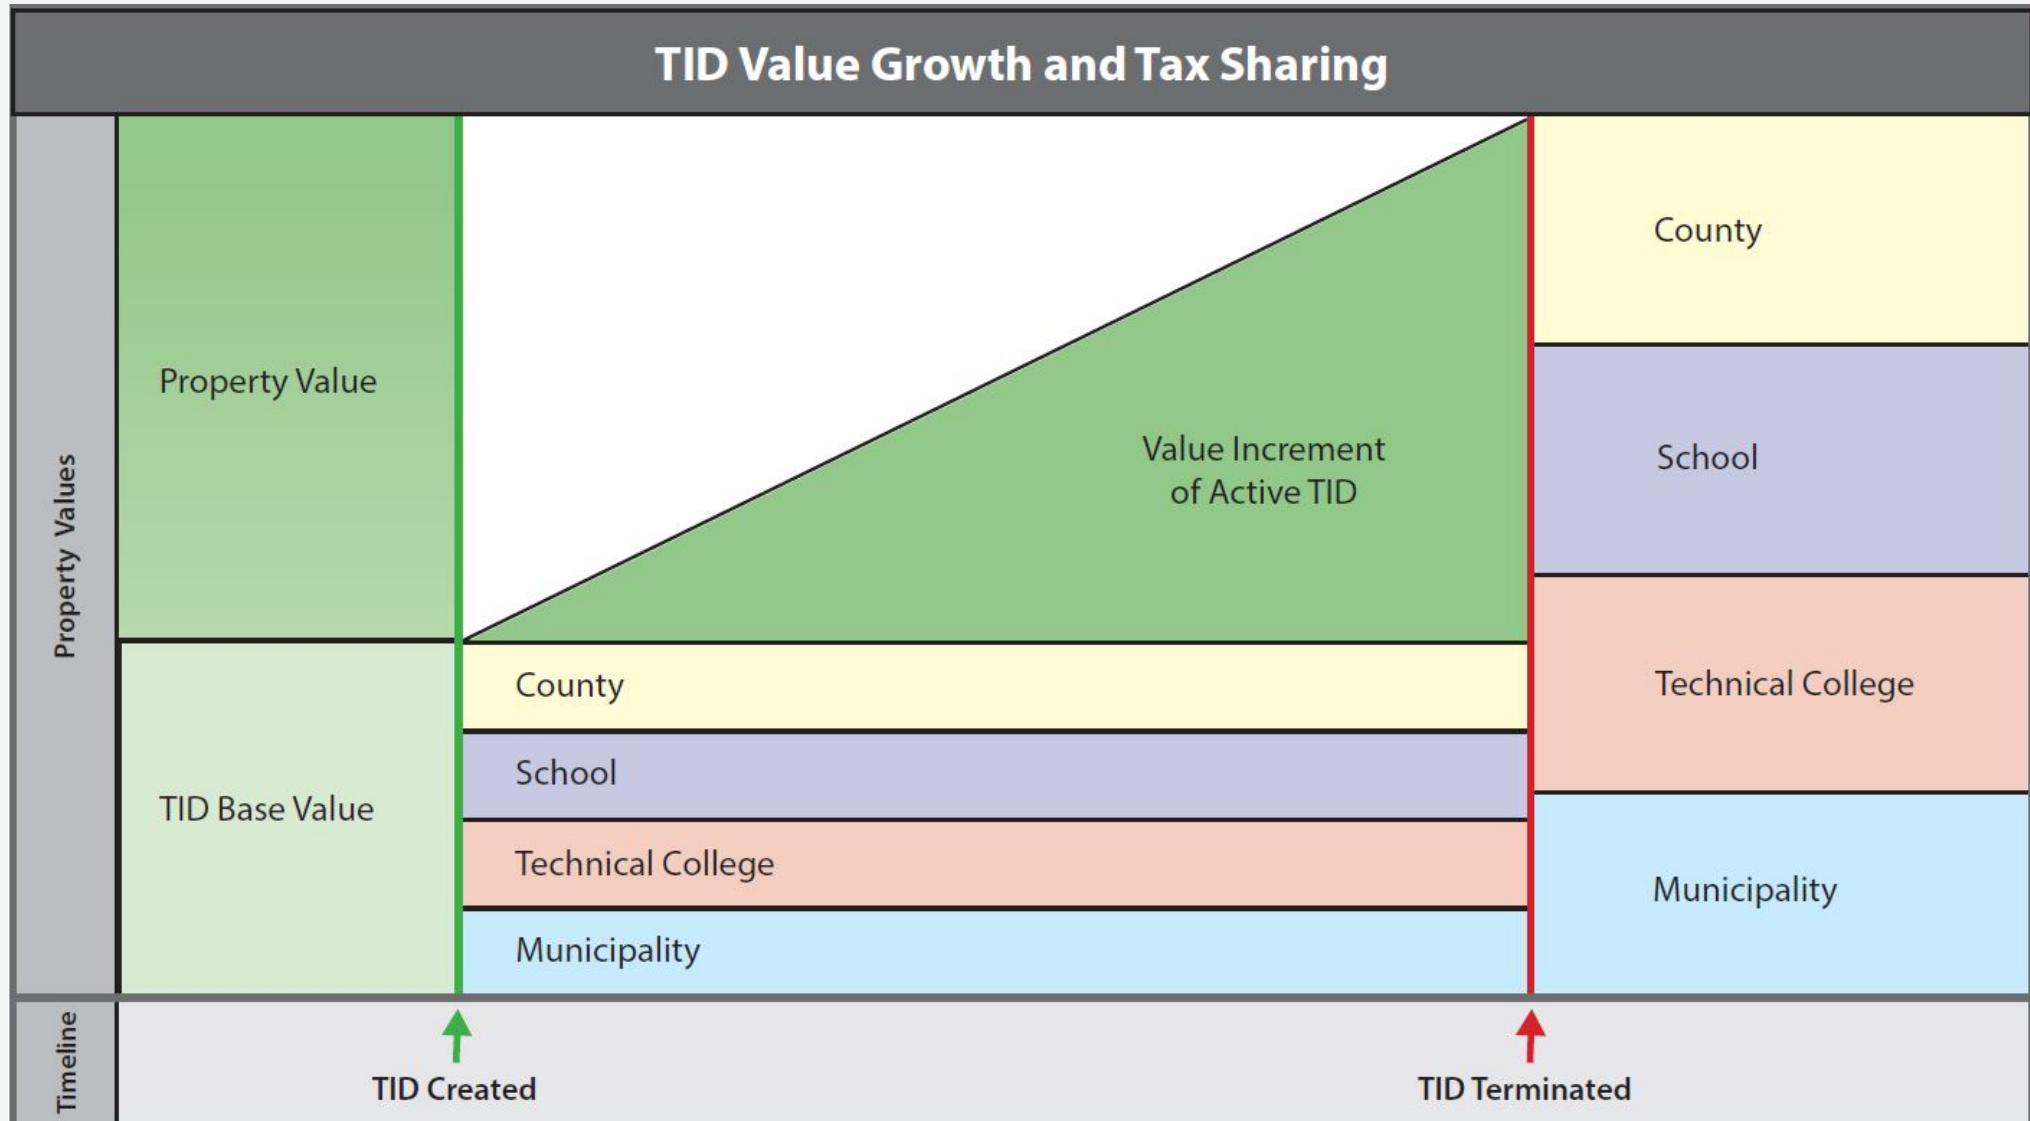 TID Value Growth and Tax Sharing
Property Values
Property Value
TID Base Value
Value Increment
of Active TID
County
School
Technical College
Municipality
County
School
Technical College
Municipality
Timeline
TID Created
TID Terminated